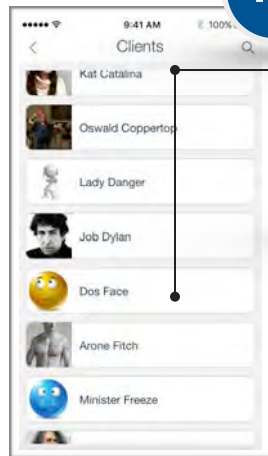 9:41 AM 100%
Clients
Kat Catalina
Oswald Coppertop
Lady Danger
Job Dylan
Dos Face
Arone Fitch
Minister Freeze